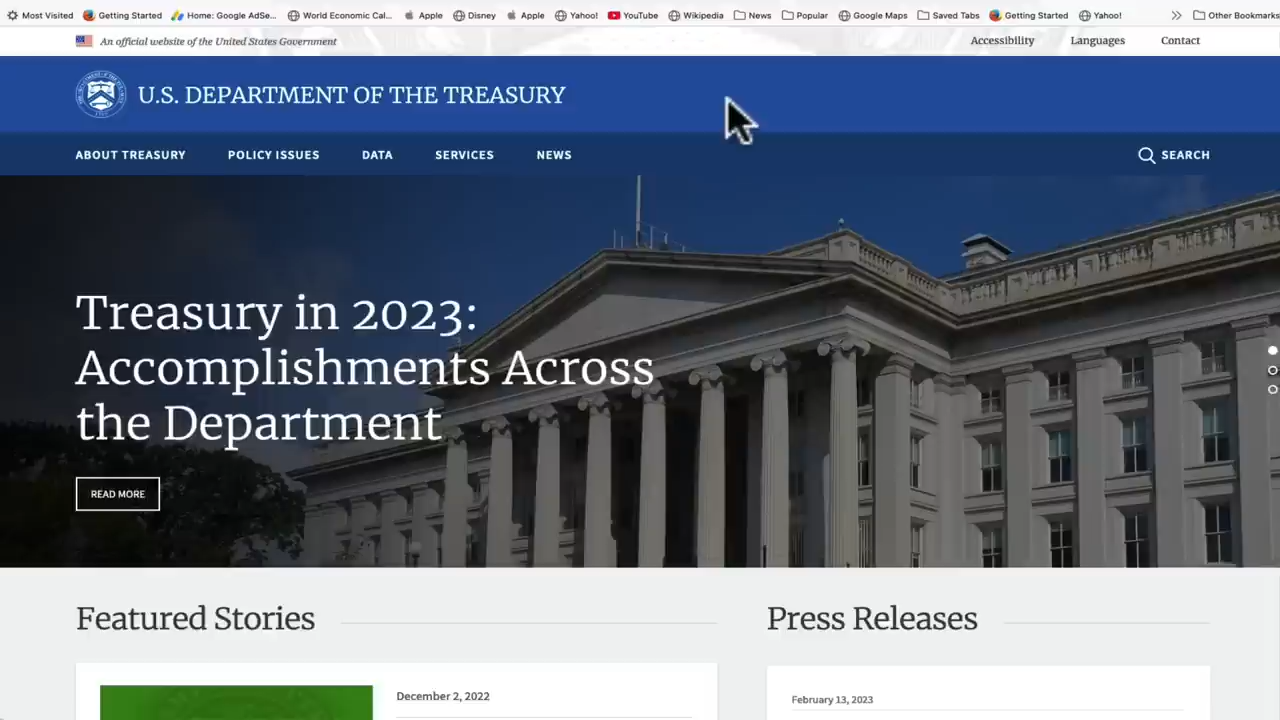 Most Visited Getting Started Home: Google AdSe... World Economic Cal... Apple Disney Apple Yahoo! YouTube Wikipedia News Popular Google Maps Saved Tabs Getting Started Yahoo! Other Bookmarks
An official website of the United States Government Accessibility Languages Contact
U.S. DEPARTMENT OF THE TREASURY
ABOUT TREASURY POLICY ISSUES DATA SERVICES NEWS SEARCH
Treasury in 2023:
Accomplishments Across
the Department
READ MORE
Featured Stories Press Releases
December 2, 2022
February 13, 2023